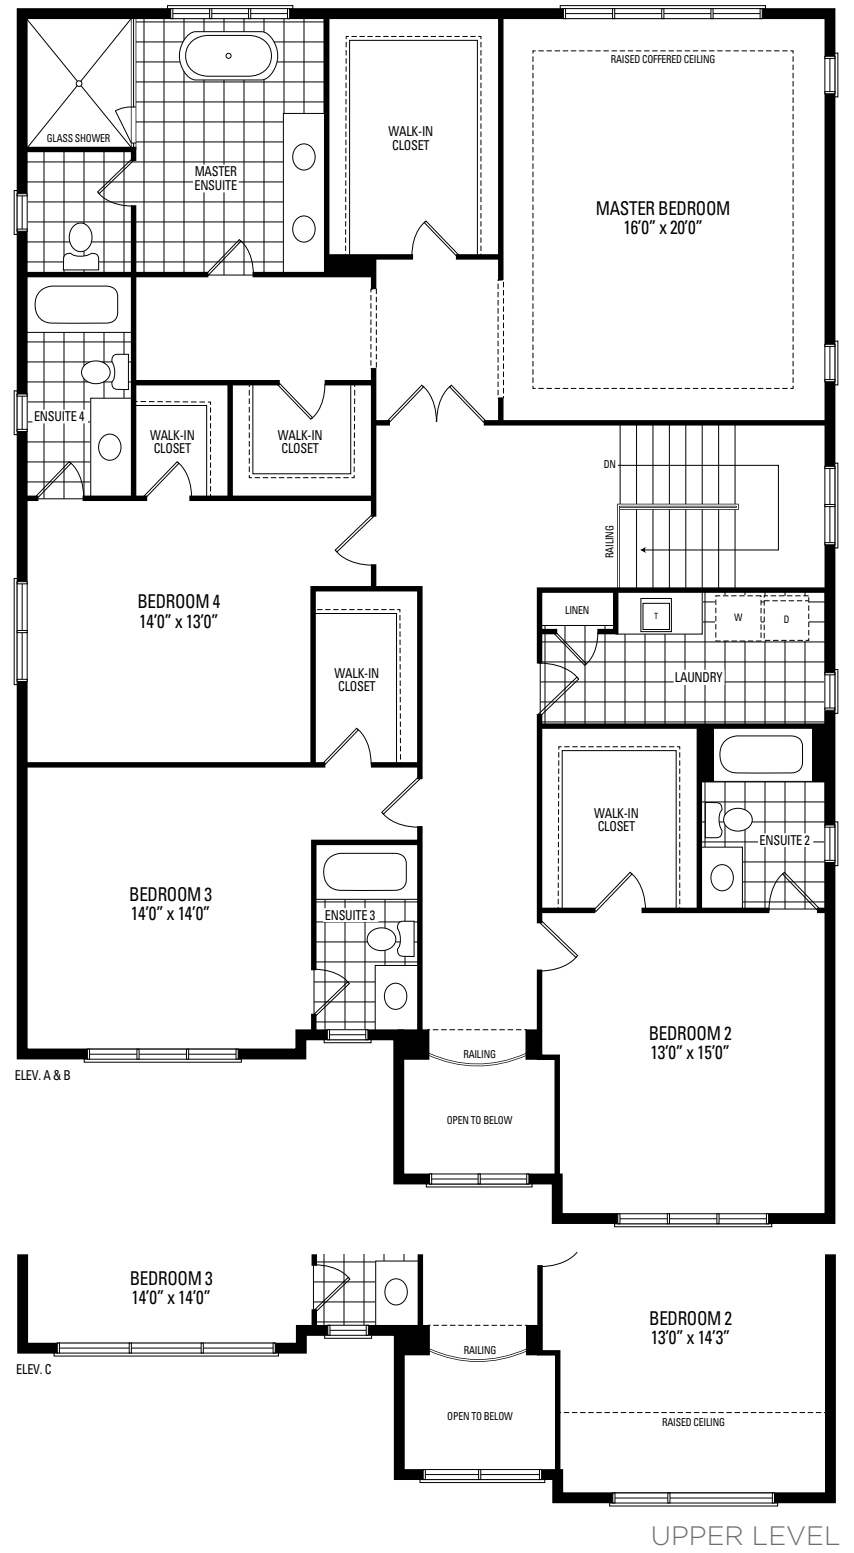 RAISED COFFERED CEILING
GLASS SHOWER
WALK-IN
CLOSET
MASTER
ENSUITE
MASTER BEDROOM
16'0" x 20'0"
ENSUITE 4
WALK-IN
CLOSET
WALK-IN
CLOSET
DN
RAILING
BEDROOM 4
14'0" x 13'0"
LINEN
T
W
D
WALK-IN
CLOSET
LAUNDRY
WALK-IN
CLOSET
ENSUITE 2
BEDROOM 3
14'0" x 14'0"
ENSUITE 3
BEDROOM 2
13'0" x 15'0"
RAILING
ELEV. A & B
OPEN TO BELOW
BEDROOM 3
14'0" x 14'0"
BEDROOM 2
13'0" x 14'3"
RAILING
ELEV. C
OPEN TO BELOW
RAISED CEILING
UPPER LEVEL